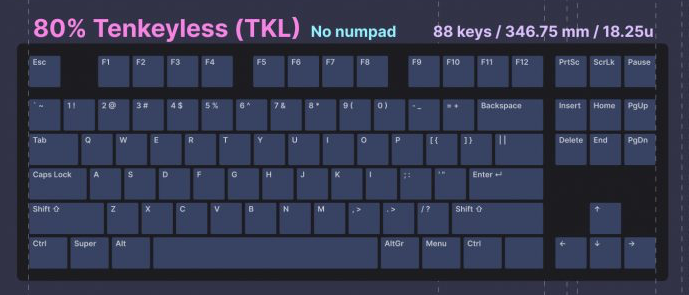 80% Tenkeyless (TKL) No numpad 88 keys / 346.75 mm / 18.25u
Esc F1 F2 F3 F4 F5 F6 F7 F8 F9 F10 F11 F12 PrtSc ScrLk Pause
` ~ 1 ! 2 @ 3 # 4 $ 5 % 6 ^ 7 & 8 * 9 ( 0 ) - _ = + Backspace Insert Home PgUp
Tab Q W E R T Y U I O P [ { ] } | | Delete End PgDn
Caps Lock A S D F G H J K l ; : ' " Enter ↵
Shift ⇧ Z X C V B N M , > . > / ? Shift ⇧ ↑
Ctrl Super Alt AltGr Menu Ctrl ← ↓ →